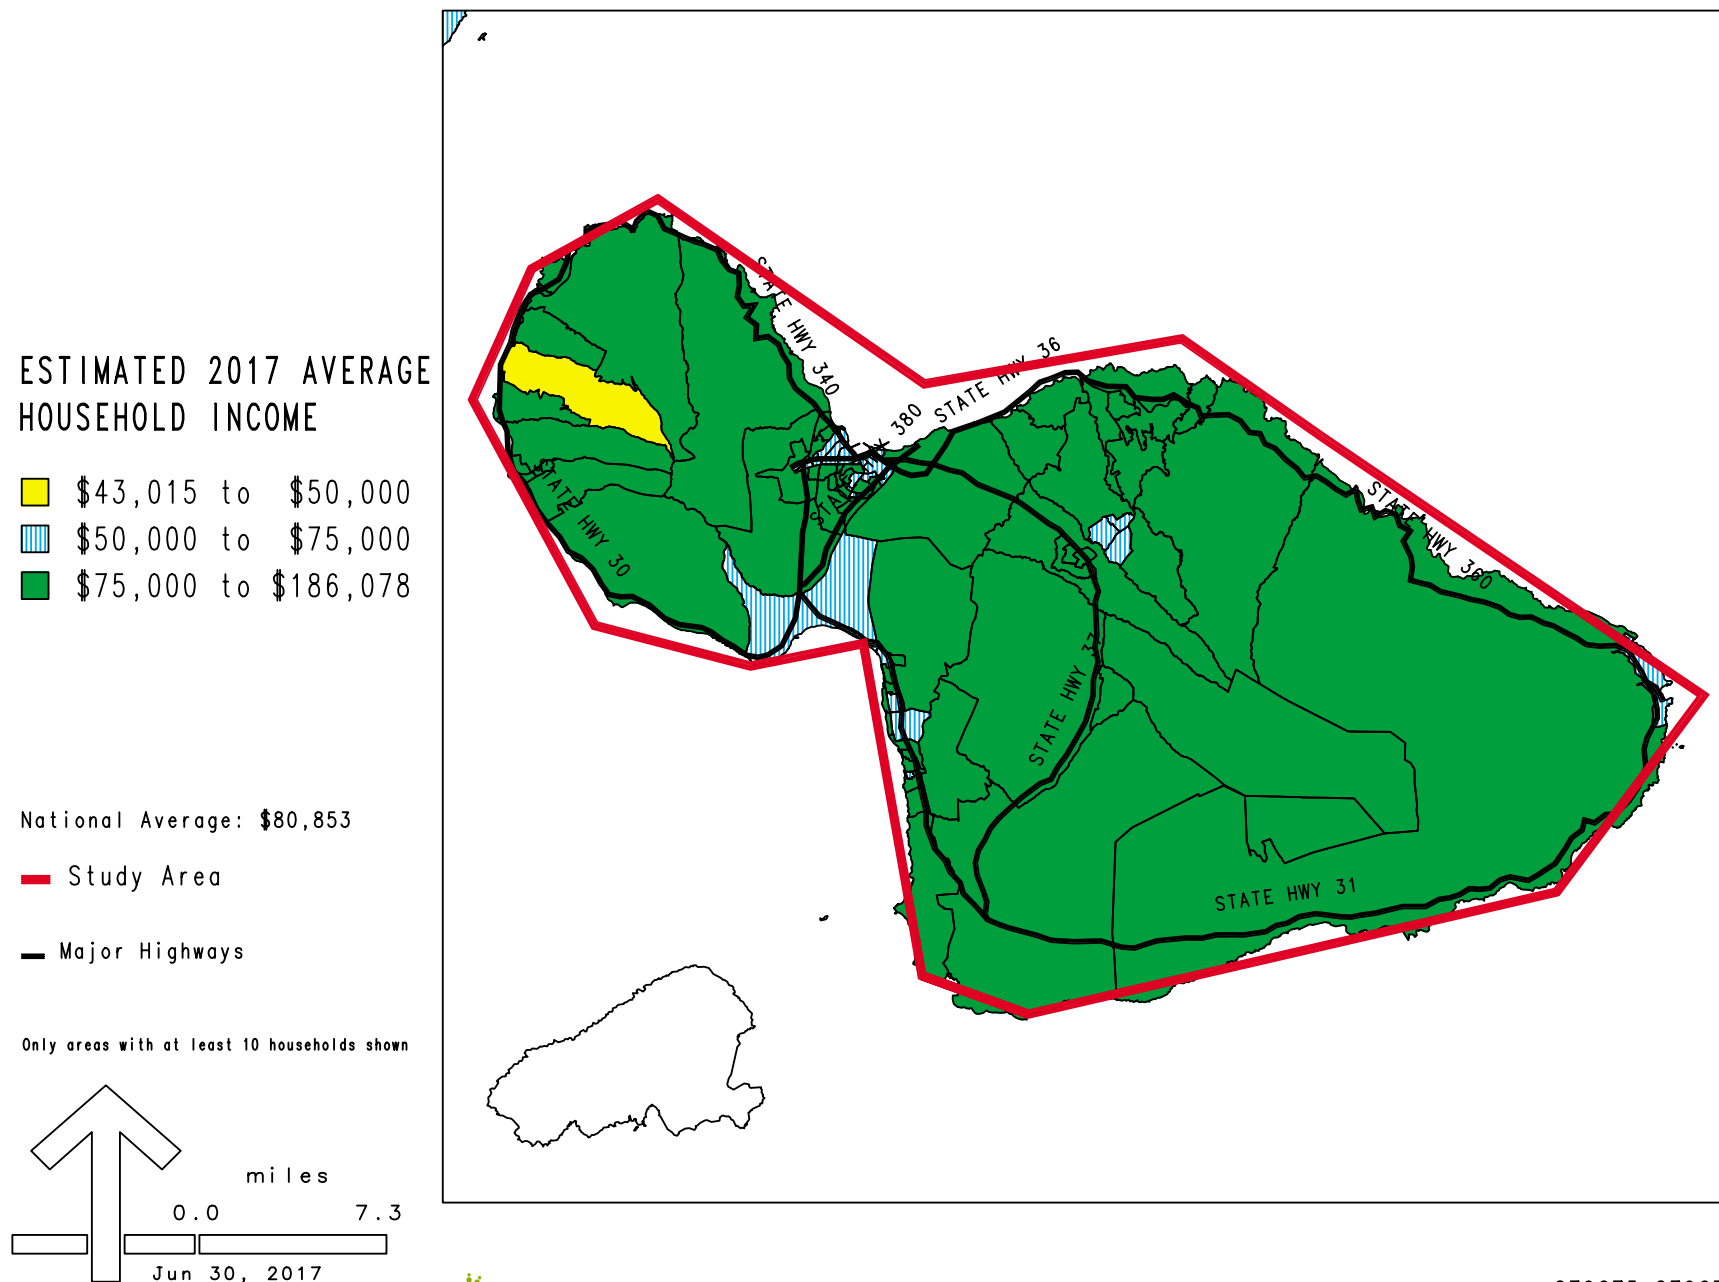 ESTIMATED 2017 AVERAGE
HOUSEHOLD INCOME
$43,015 to $50,000
$50,000 to $75,000
$75,000 to $186,078
National Average: $80,853
Study Area
Major Highways
Only areas with at least 10 households shown
miles
0.0 7.3
Jun 30, 2017
STATE HWY 340
STATE HWY 36
380
STATE HWY 30
STATE HWY 360
STATE HWY 37
STATE HWY 31